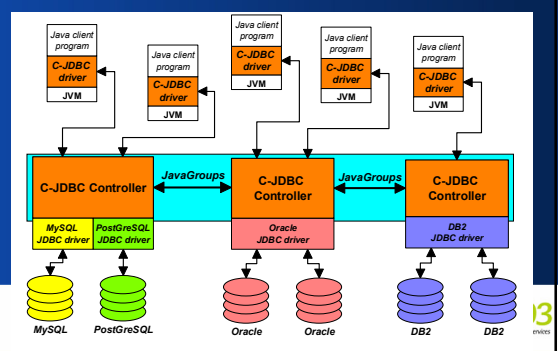 Java client
program
C-JDBC
driver
JVM
Java client
program
C-JDBC
driver
JVM
Java client
program
C-JDBC
driver
JVM
Java client
program
C-JDBC
driver
JVM
Java client
program
C-JDBC
driver
JVM
C-JDBC Controller
JavaGroups
C-JDBC
Controller
JavaGroups
C-JDBC
Controller
MySQL
JDBC driver
PostGreSQL
JDBC driver
Oracle
JDBC driver
DB2
JDBC driver
MySQL
PostGreSQL
Oracle
Oracle
DB2
DB2
03
ervices